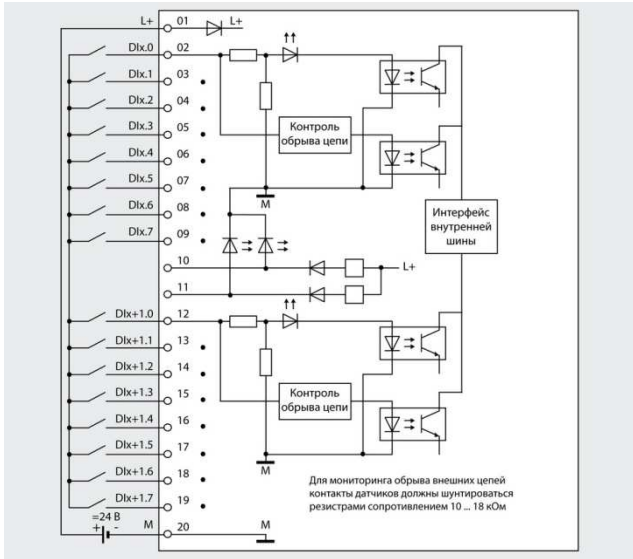 L+ 01 L+
DIx.0 02
DIx.1 03
DIx.2 04
DIx.3 05
DIx.4 06
DIx.5 07
DIx.6 08
DIx.7 09
Контроль
обрыва цепи
M
Интерфейс
внутренней
шины
10 L+
11
DIx+1.0 12
DIx+1.1 13
DIx+1.2 14
DIx+1.3 15
DIx+1.4 16
DIx+1.5 17
DIx+1.6 18
DIx+1.7 19
Контроль
обрыва цепи
M
Для мониторинга обрыва внешних цепей
контакты датчиков должны шунтироваться
резистрами сопротивлением 10 ... 18 кОм
=24 В
+ -
M 20 M